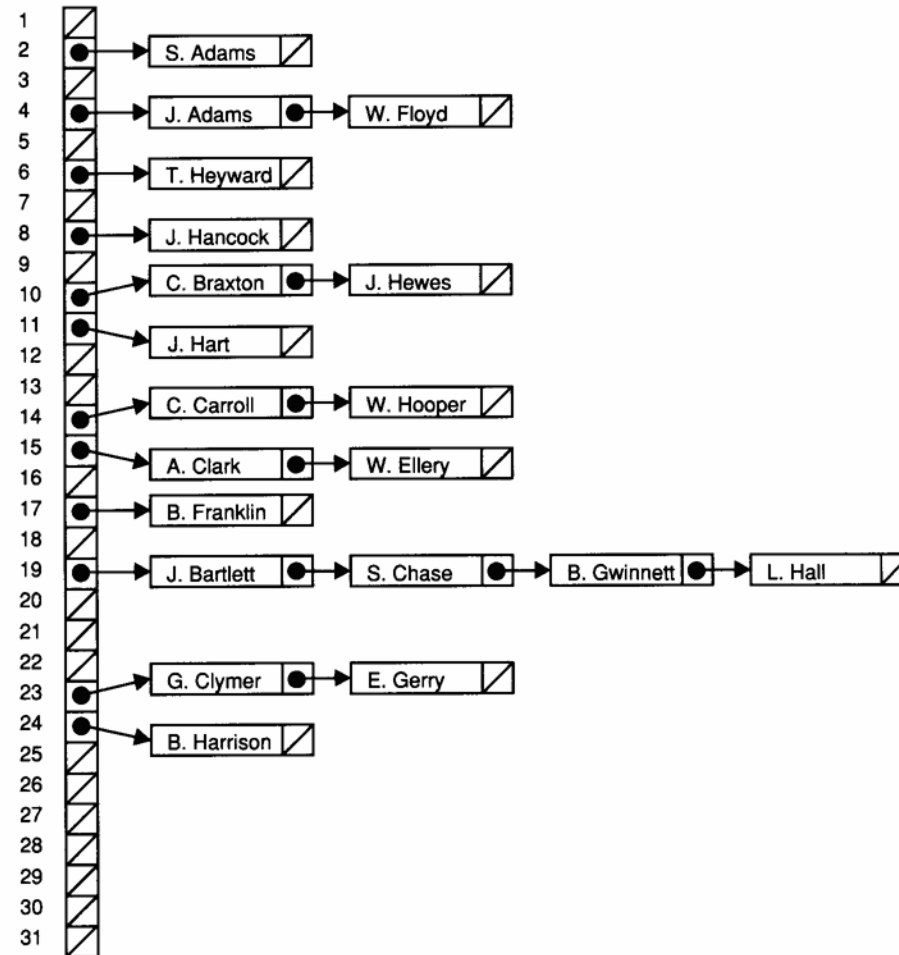 1
2 S. Adams
3
4 J. Adams W. Floyd
5
6 T. Heyward
7
8 J. Hancock
9
10 C. Braxton J. Hewes
11 J. Hart
12
13
14 C. Carroll W. Hooper
15 A. Clark W. Ellery
16
17 B. Franklin
18
19 J. Bartlett S. Chase B. Gwinnett L. Hall
20
21
22
23 G. Clymer E. Gerry
24 B. Harrison
25
26
27
28
29
30
31